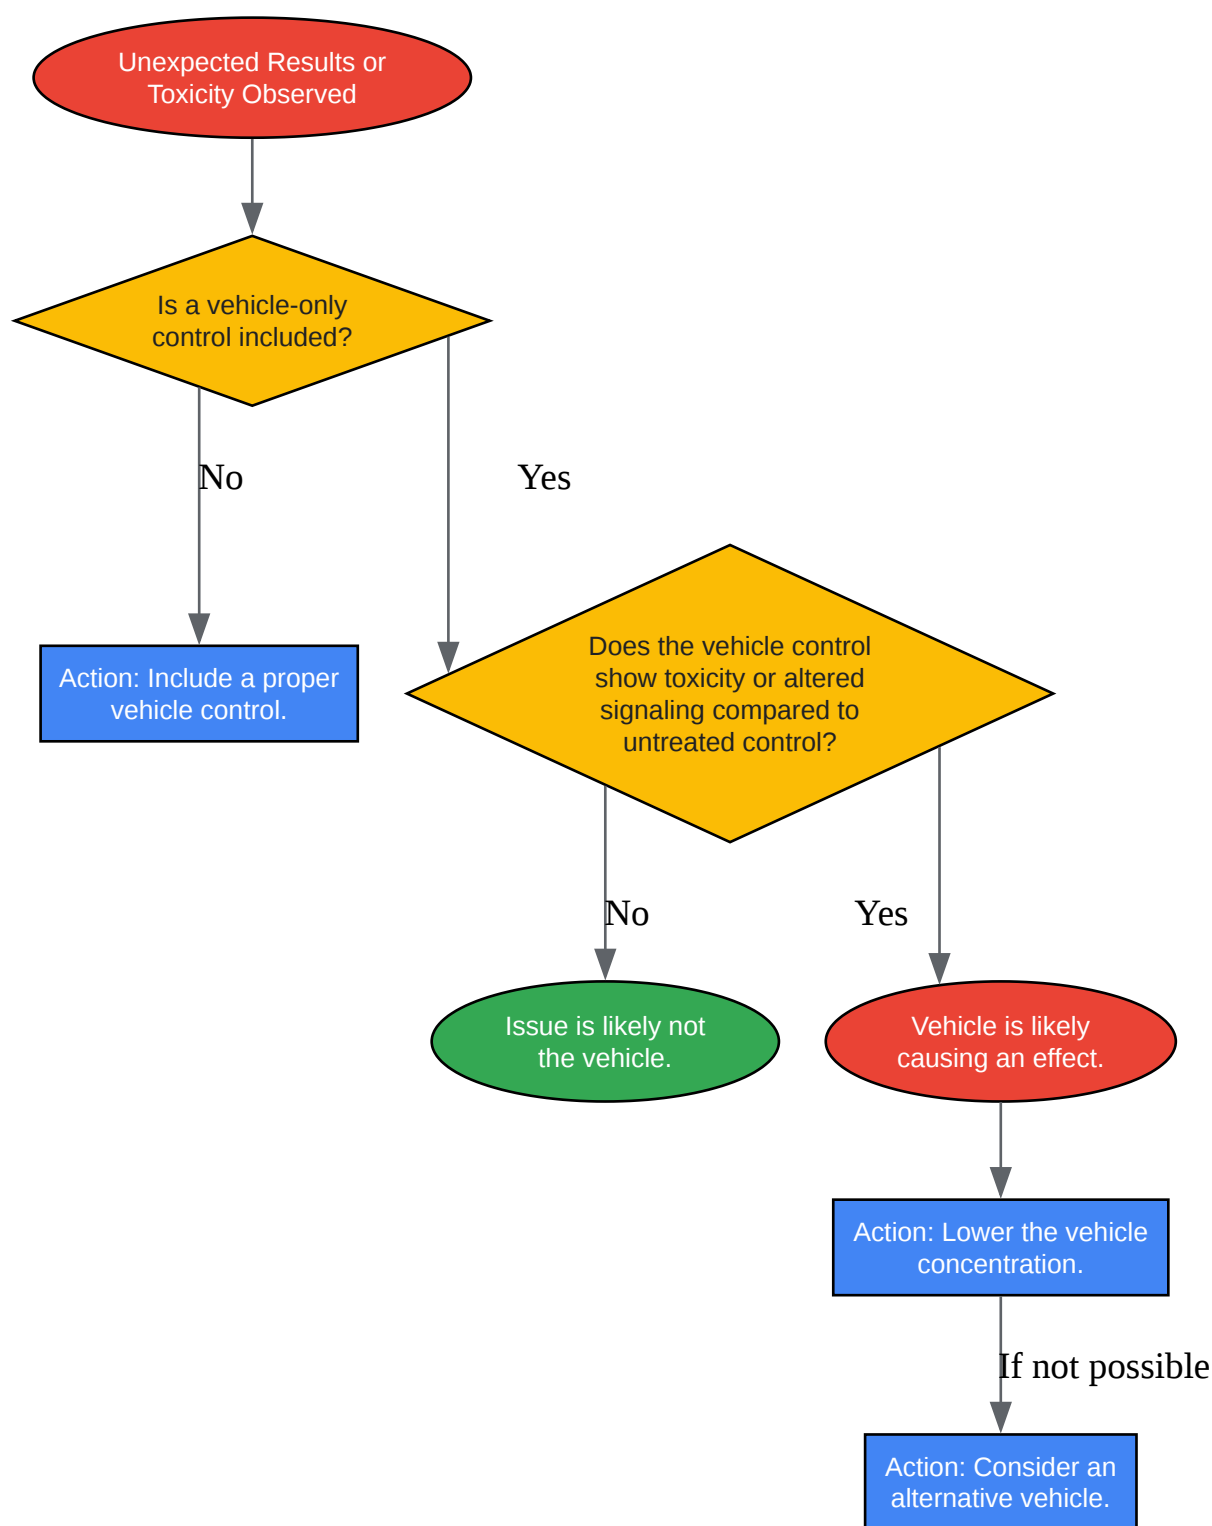 Unexpected Results or
Toxicity Observed
Is a vehicle-only
control included?
No
Yes
Action: Include a proper
vehicle control.
Does the vehicle control
show toxicity or altered
signaling compared to
untreated control?
No
Yes
Issue is likely not
the vehicle.
Vehicle is likely
causing an effect.
Action: Lower the vehicle
concentration.
If not possible
Action: Consider an
alternative vehicle.